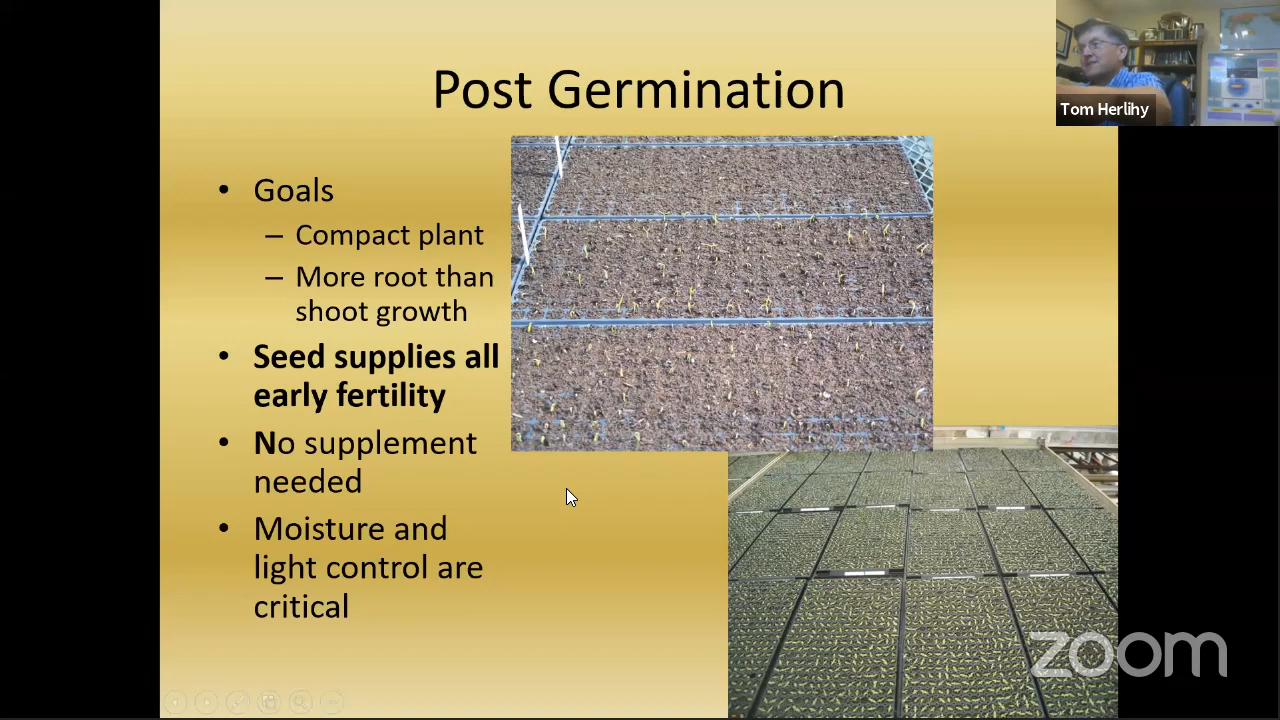 Post Germination
Tom Herlihy
• Goals
– Compact plant
– More root than
shoot growth
• Seed supplies all
early fertility
• No supplement
needed
• Moisture and
light control are
critical
zoom